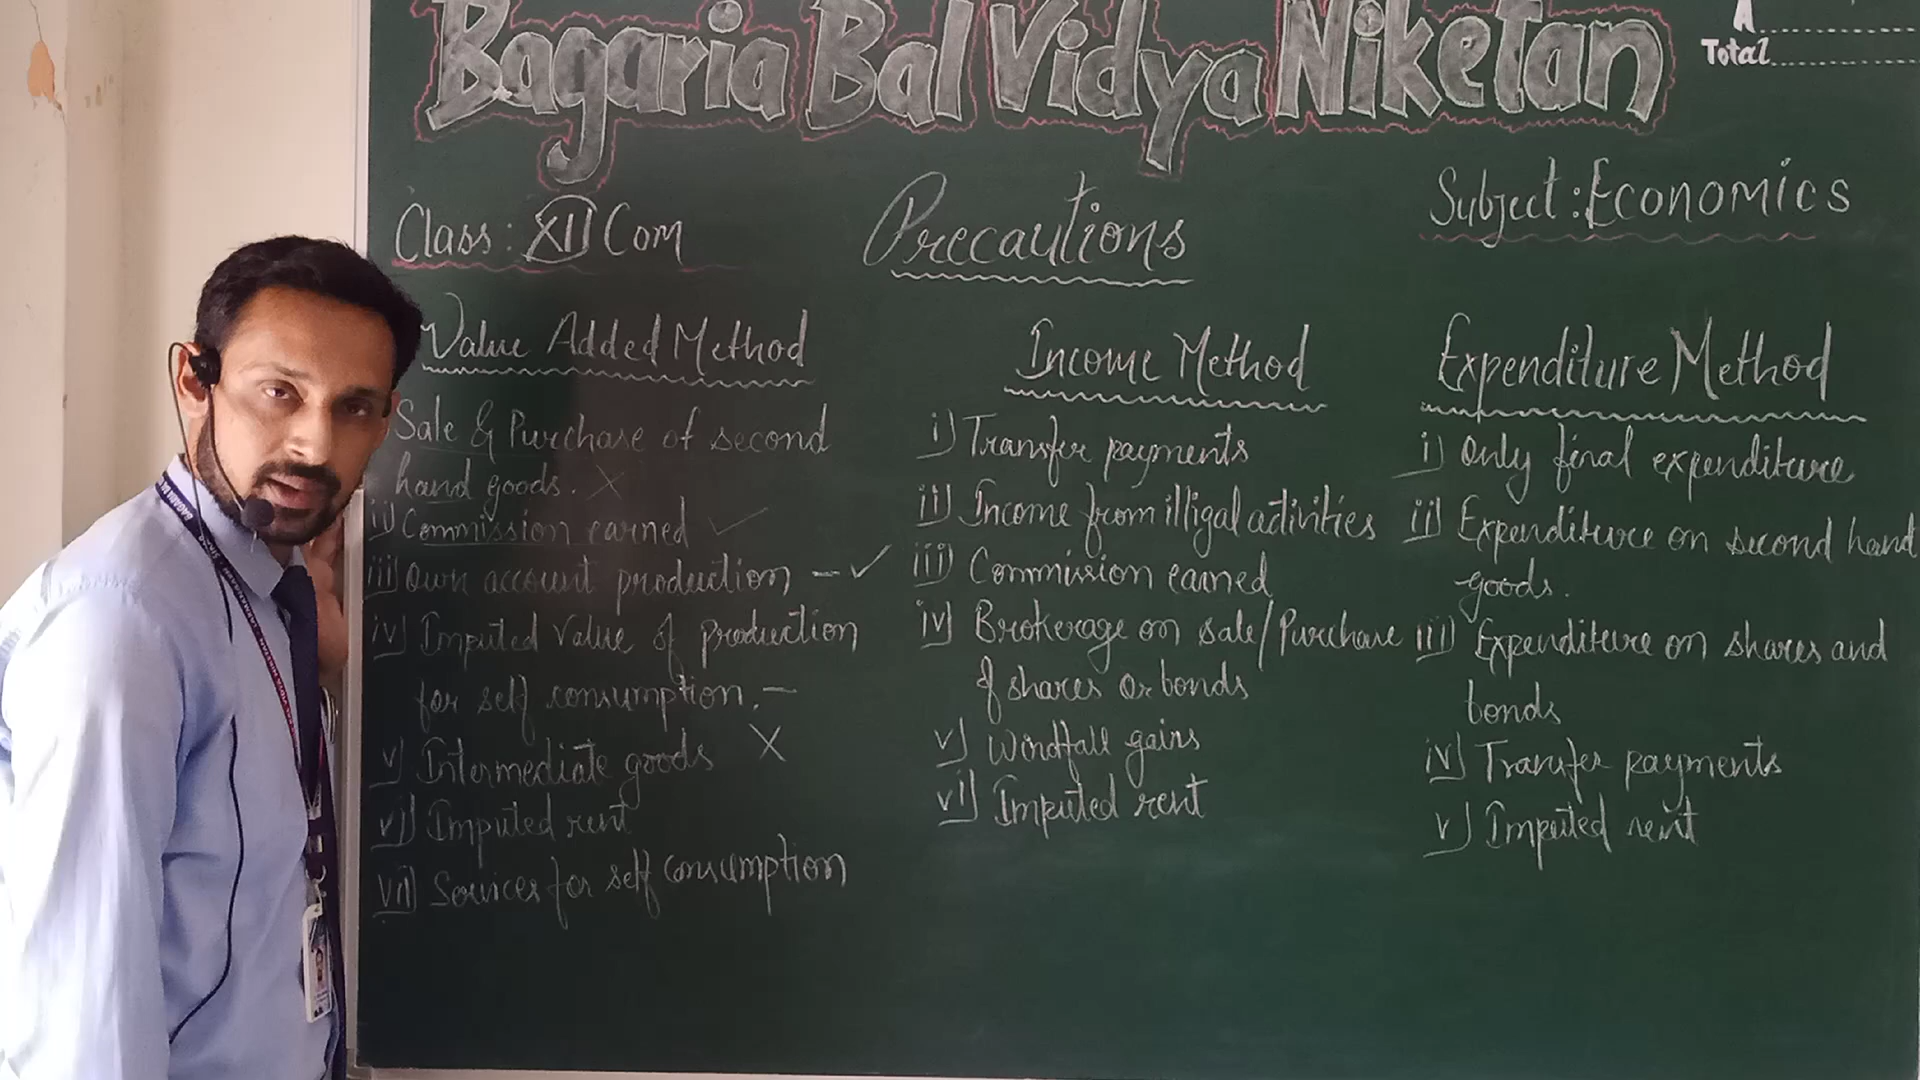 Bagaria Bal Vidya Niketan
A
Total
Class: XII Com
Precautions
Subject: Economics
Value Added Method
Sale & Purchase of second
hand goods. X
ii) Commission earned ✓
iii) Own account production - ✓
iv) Imputed Value of production
for self consumption. -
v) Intermediate goods X
vi) Imputed rent
vii) Services for self consumption
Income Method
i) Transfer payments
ii) Income from illigal activities
iii) Commission earned
iv) Brokerage on sale/Purchase
of shares or bonds
v) Windfall gains
vi) Imputed rent
Expenditure Method
i) Only final expenditure
ii) Expenditure on second hand
goods.
iii) Expenditure on shares and
bonds
iv) Transfer payments
v) Imputed rent